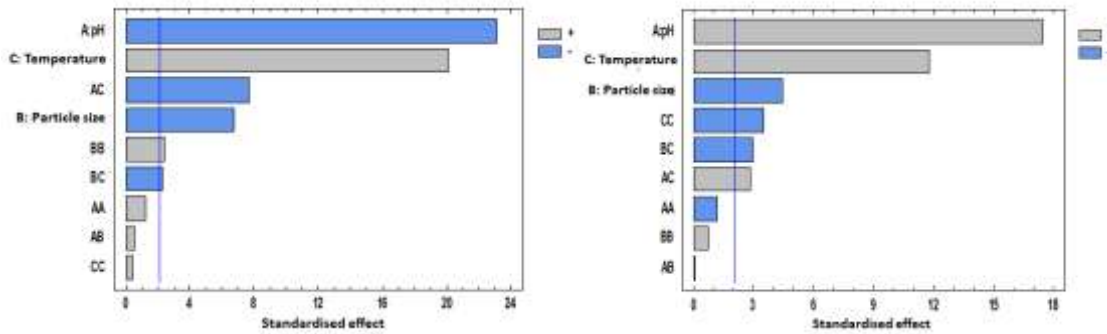 A:pH
C: Temperature
AC
B: Particle size
BB
BC
AA
AB
CC
0 4 8 12 16 20 24
Standardised effect
+
-
A:pH
C: Temperature
B: Particle size
CC
BC
AC
AA
BB
AB
0 3 6 9 12 15 18
Standardised effect